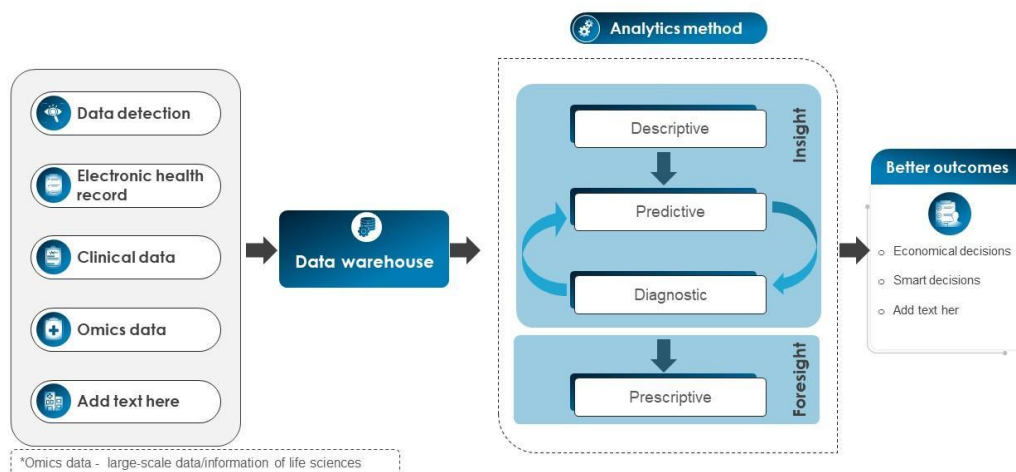 Analytics method
Data detection
Electronic health
record
Clinical data
Omics data
Add text here
Data warehouse
Descriptive
Predictive
Diagnostic
Insight
Prescriptive
Foresight
Better outcomes
Economical decisions
Smart decisions
Add text her
*Omics data - large-scale data/information of life sciences